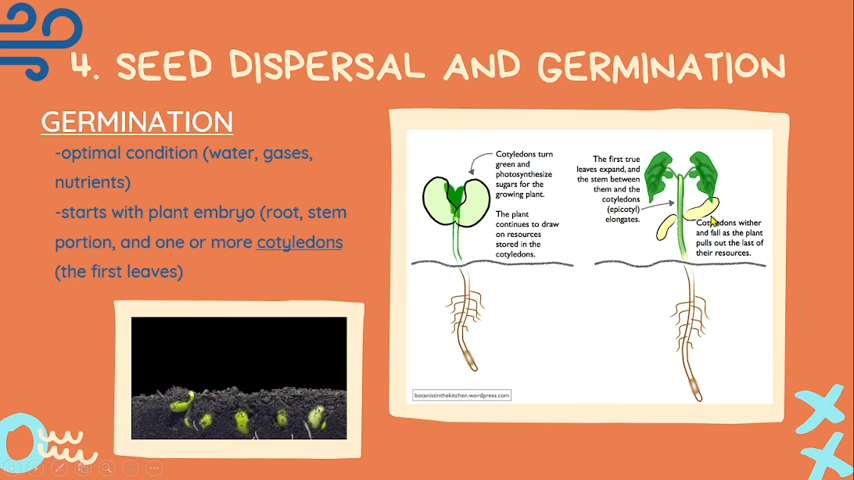 4. SEED DISPERSAL AND GERMINATION
GERMINATION
-optimal condition (water, gases,
nutrients)
-starts with plant embryo (root, stem
portion, and one or more cotyledons
(the first leaves)
Cotyledons turn
green and
photosynthesize
sugars for the
growing plant.
The plant
continues to draw
on resources
stored in the
cotyledons.
The first true
leaves expand, and
the stem between
them and the
cotyledons
(epicotyl)
elongates.
Cotyledons wither
and fall as the plant
pulls out the last of
their resources.
botanistinthekitchen.wordpress.com